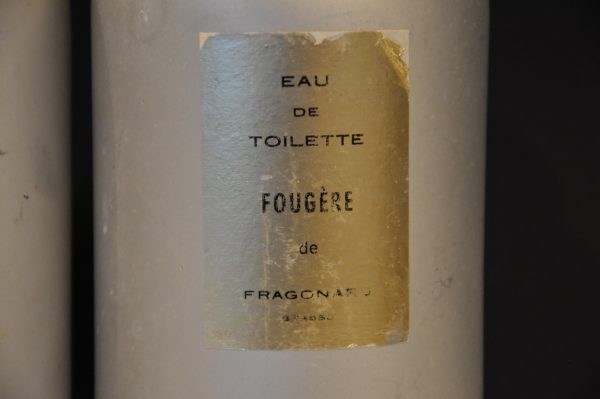 EAU
DE
TOILETTE
FOUGÈRE
de
FRAGONARD